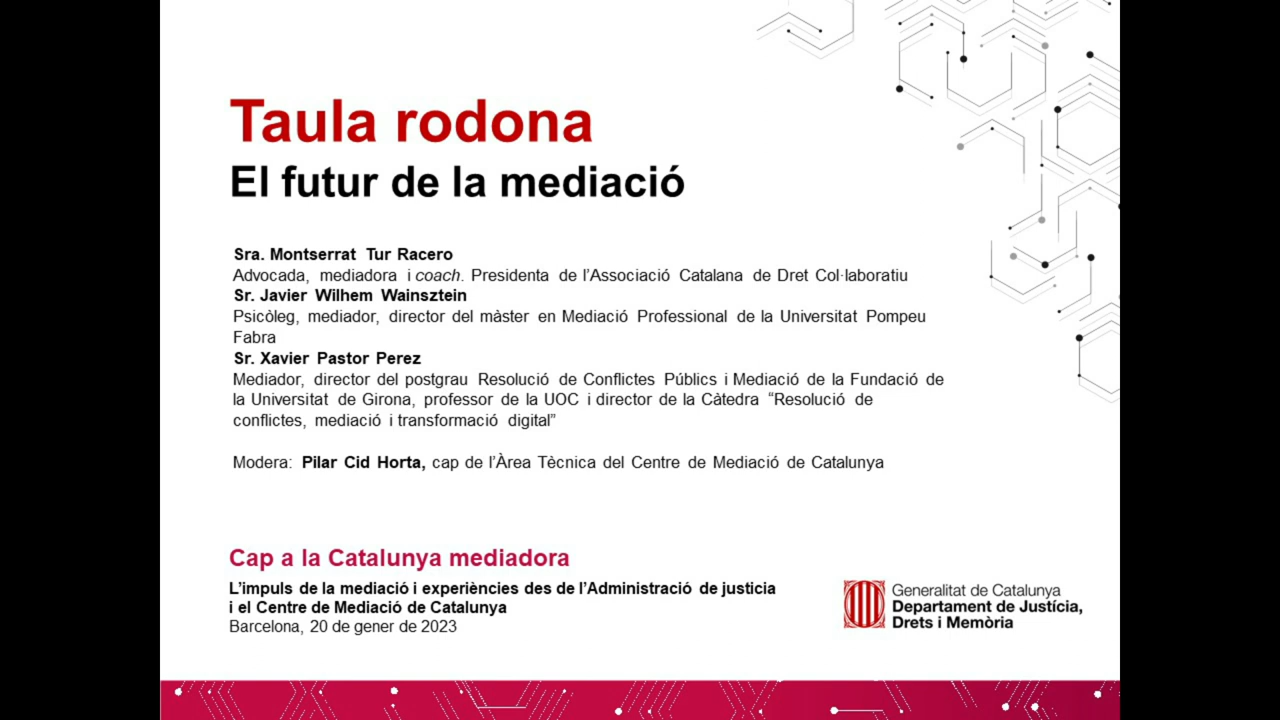 Taula rodona
El futur de la mediació
Sra. Montserrat Tur Racero
Advocada, mediadora i coach. Presidenta de l’Associació Catalana de Dret Col·laboratiu
Sr. Javier Wilhem Wainsztein
Psicòleg, mediador, director del màster en Mediació Professional de la Universitat Pompeu
Fabra
Sr. Xavier Pastor Perez
Mediador, director del postgrau Resolució de Conflictes Públics i Mediació de la Fundació de
la Universitat de Girona, professor de la UOC i director de la Càtedra “Resolució de
conflictes, mediació i transformació digital”
Modera: Pilar Cid Horta, cap de l’Àrea Tècnica del Centre de Mediació de Catalunya
Cap a la Catalunya mediadora
L’impuls de la mediació i experiències des de l’Administració de justicia
i el Centre de Mediació de Catalunya
Barcelona, 20 de gener de 2023
Generalitat de Catalunya
Departament de Justícia,
Drets i Memòria